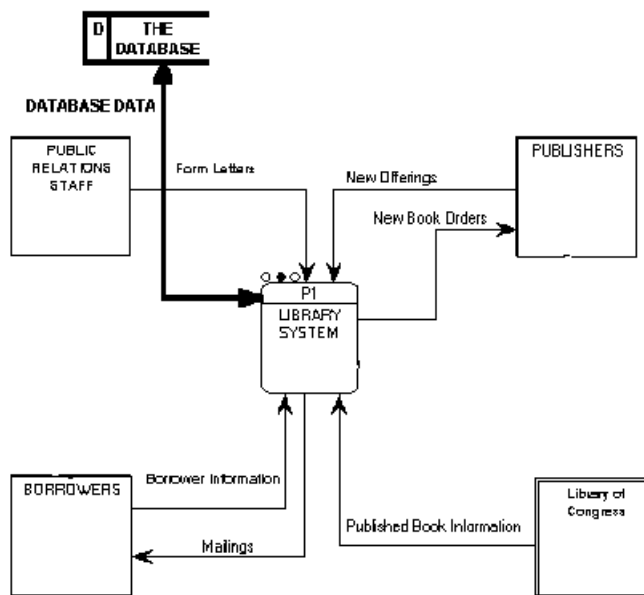 D
THE
DATABASE
DATABASE DATA
PUBLIC
RELATIONS
STAFF
Form Letters
New Offerings
PUBLISHERS
New Book Orders
P1
LIBRARY
SYSTEM
BORROWERS
Borrower Information
Mailings
Published Book Information
Library of
Congress